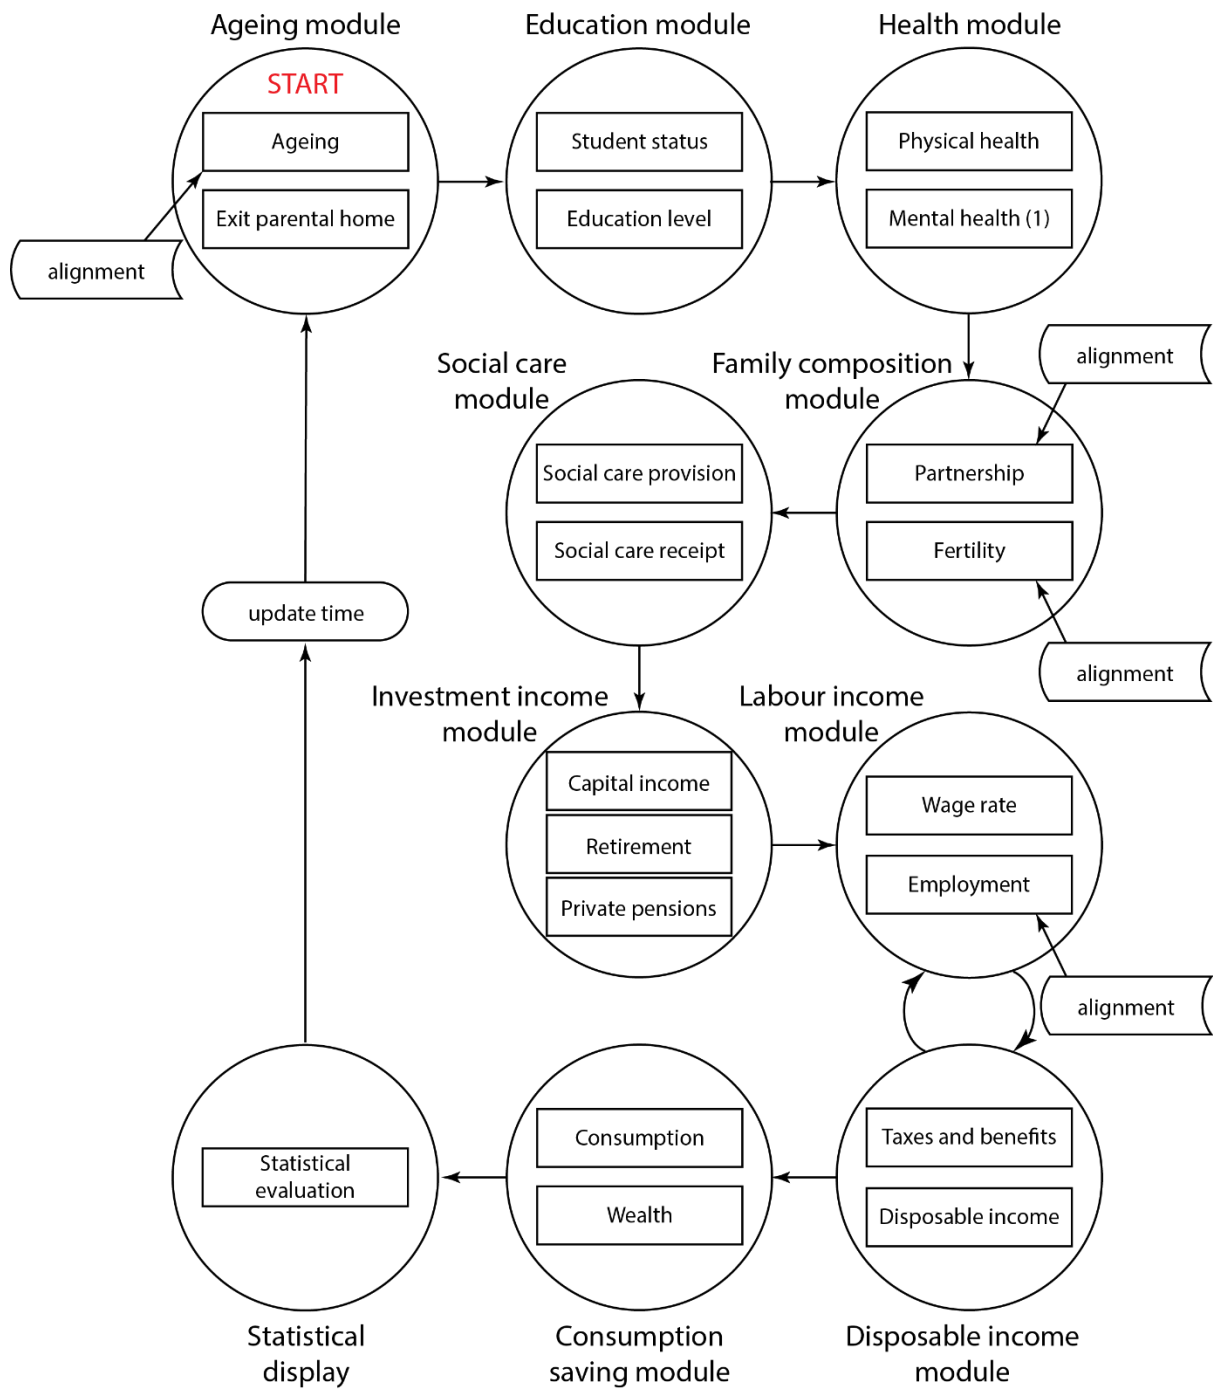 Ageing module
START
Ageing
Exit parental home
alignment
Education module
Student status
Education level
Health module
Physical health
Mental health (1)
Social care
module
Social care provision
Social care receipt
Family composition
module
Partnership
Fertility
alignment
alignment
update time
Investment income
module
Capital income
Retirement
Private pensions
Labour income
module
Wage rate
Employment
alignment
Statistical
evaluation
Statistical
display
Consumption
Wealth
Consumption
saving module
Taxes and benefits
Disposable income
Disposable income
module